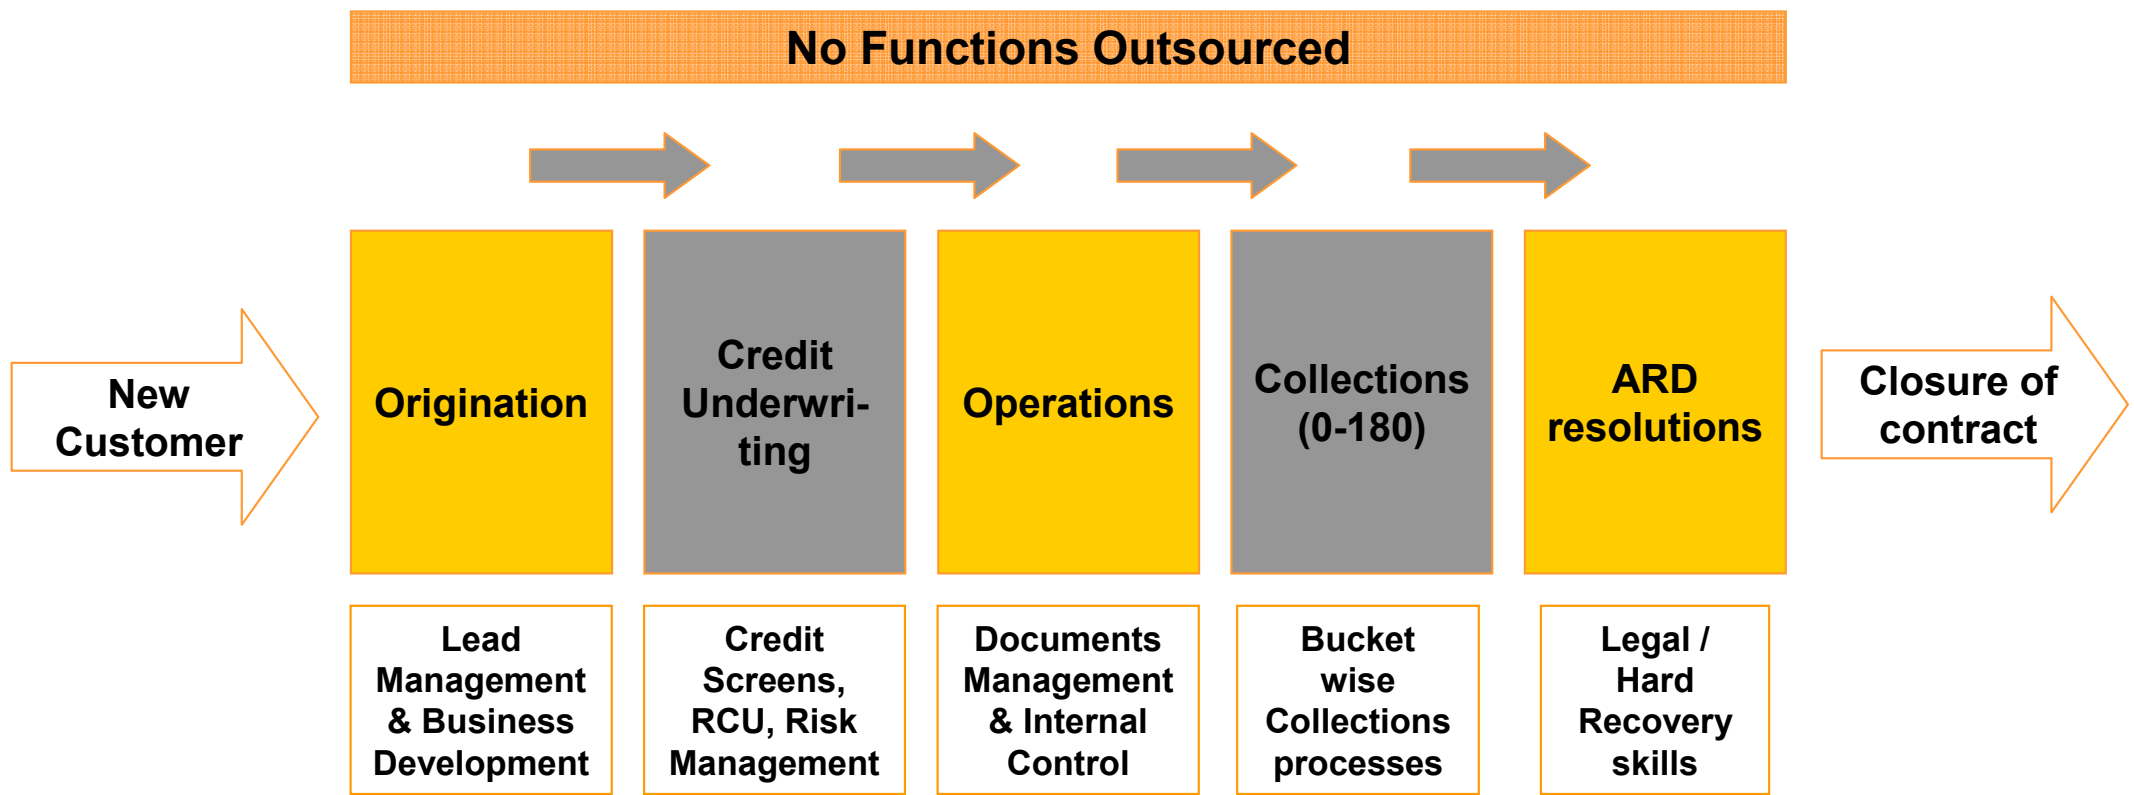 No Functions Outsourced
New
Customer
Origination
Credit
Underwri-
ting
Operations
Collections
(0-180)
ARD
resolutions
Closure of
contract
Lead
Management
& Business
Development
Credit
Screens,
RCU, Risk
Management
Documents
Management
& Internal
Control
Bucket
wise
Collections
processes
Legal /
Hard
Recovery
skills